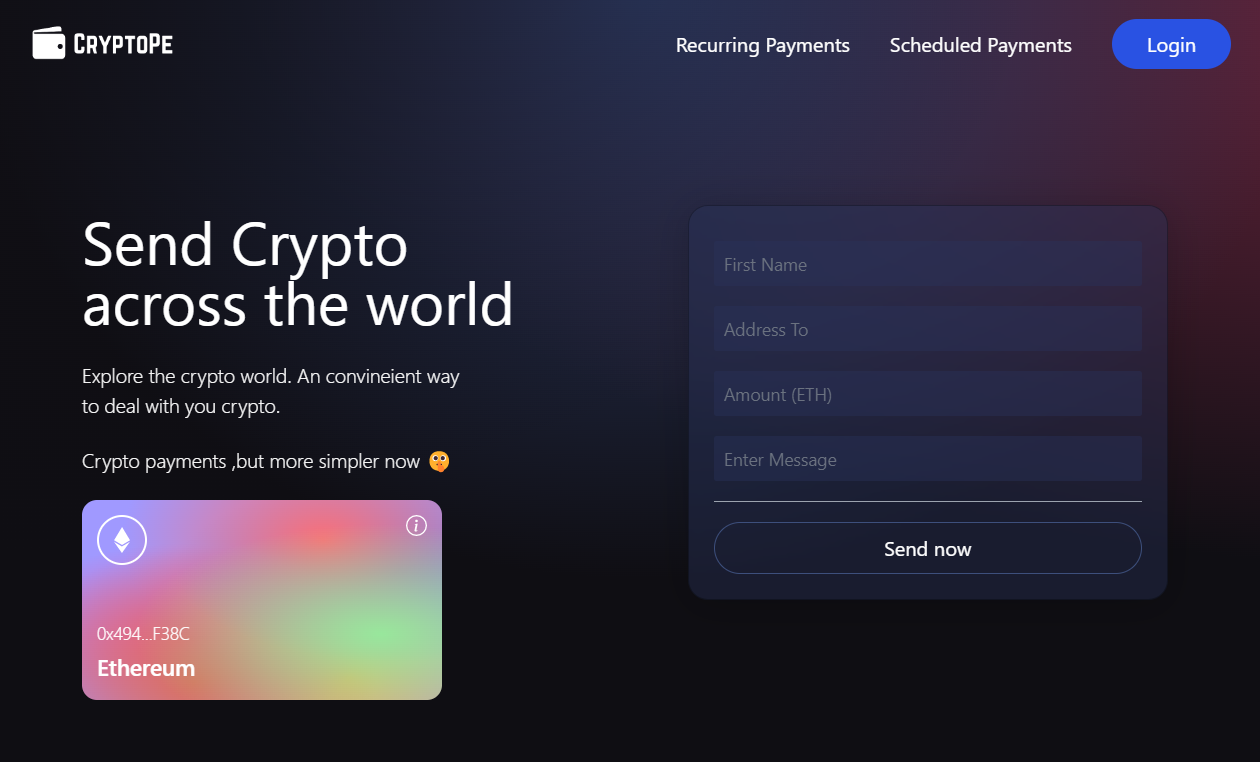 CRYPTOPE
Recurring Payments
Scheduled Payments
Login
Send Crypto
across the world
Explore the crypto world. An convineient way
to deal with you crypto.
Crypto payments ,but more simpler now
i
0x494...F38C
Ethereum
First Name
Address To
Amount (ETH)
Enter Message
Send now